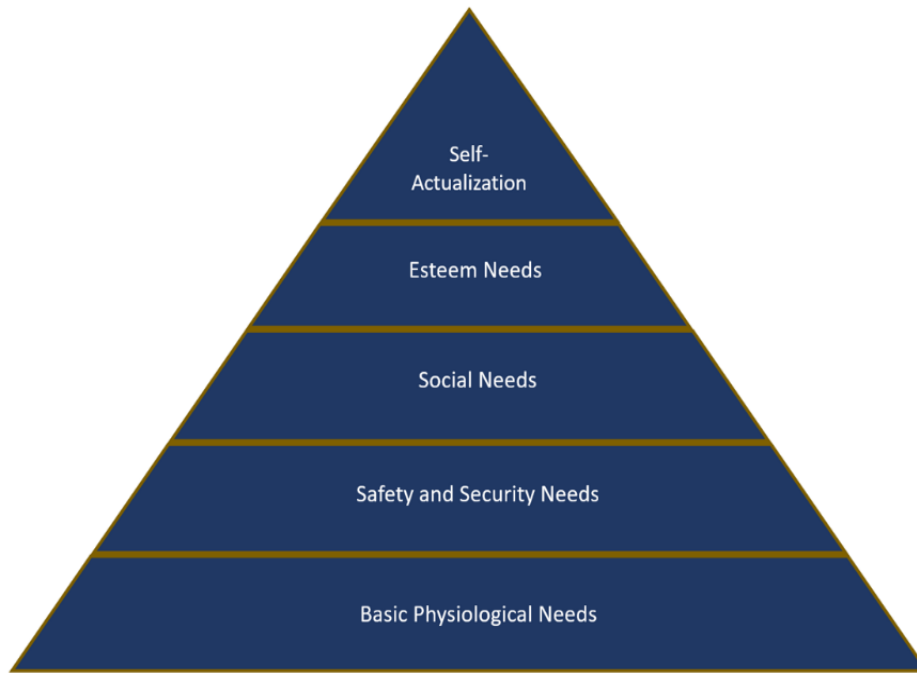 Self-
Actualization
Esteem Needs
Social Needs
Safety and Security Needs
Basic Physiological Needs